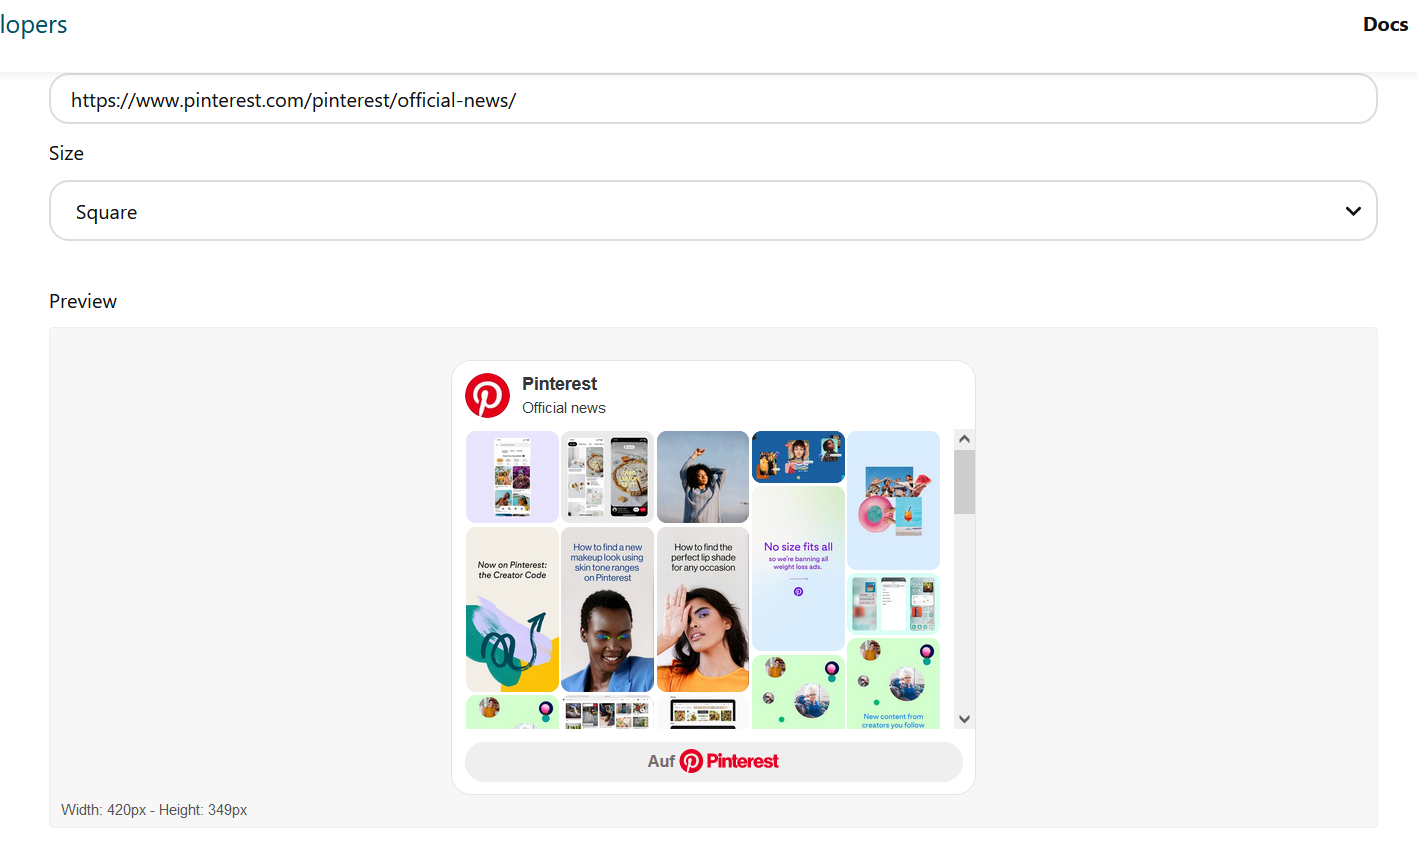 lopers
Docs
https://www.pinterest.com/pinterest/official-news/
Size
Square
Preview
Pinterest
Official news
Now on Pinterest:
the Creator Code
How to find a new
makeup look using
skin tone ranges
on Pinterest
How to find the
perfect lip shade
for any occasion
No size fits all
so we're banning all
weight loss ads.
New content from
creators you follow
Auf Pinterest
Width: 420px - Height: 349px